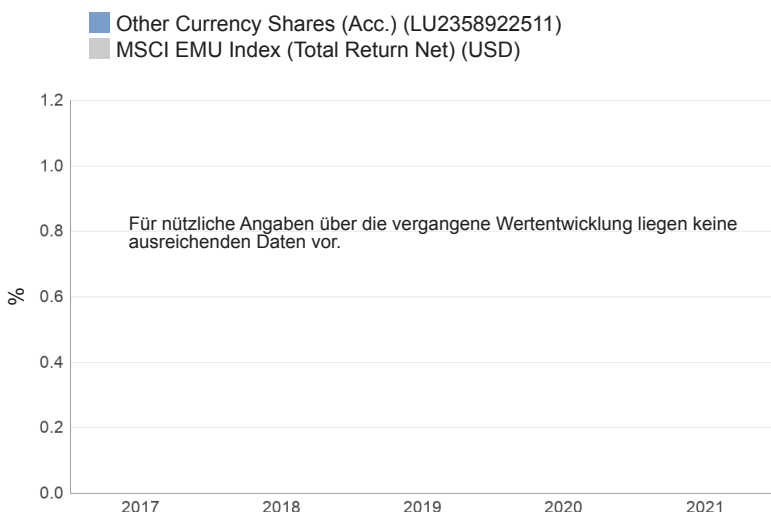 Other Currency Shares (Acc.) (LU2358922511)
MSCI EMU Index (Total Return Net) (USD)
1.2
1.0
Für nützliche Angaben über die vergangene Wertentwicklung liegen keine
0.8
ausreichenden Daten vor.
%
0.6
0.4
0.2
0.0
2017 2018 2019 2020 2021